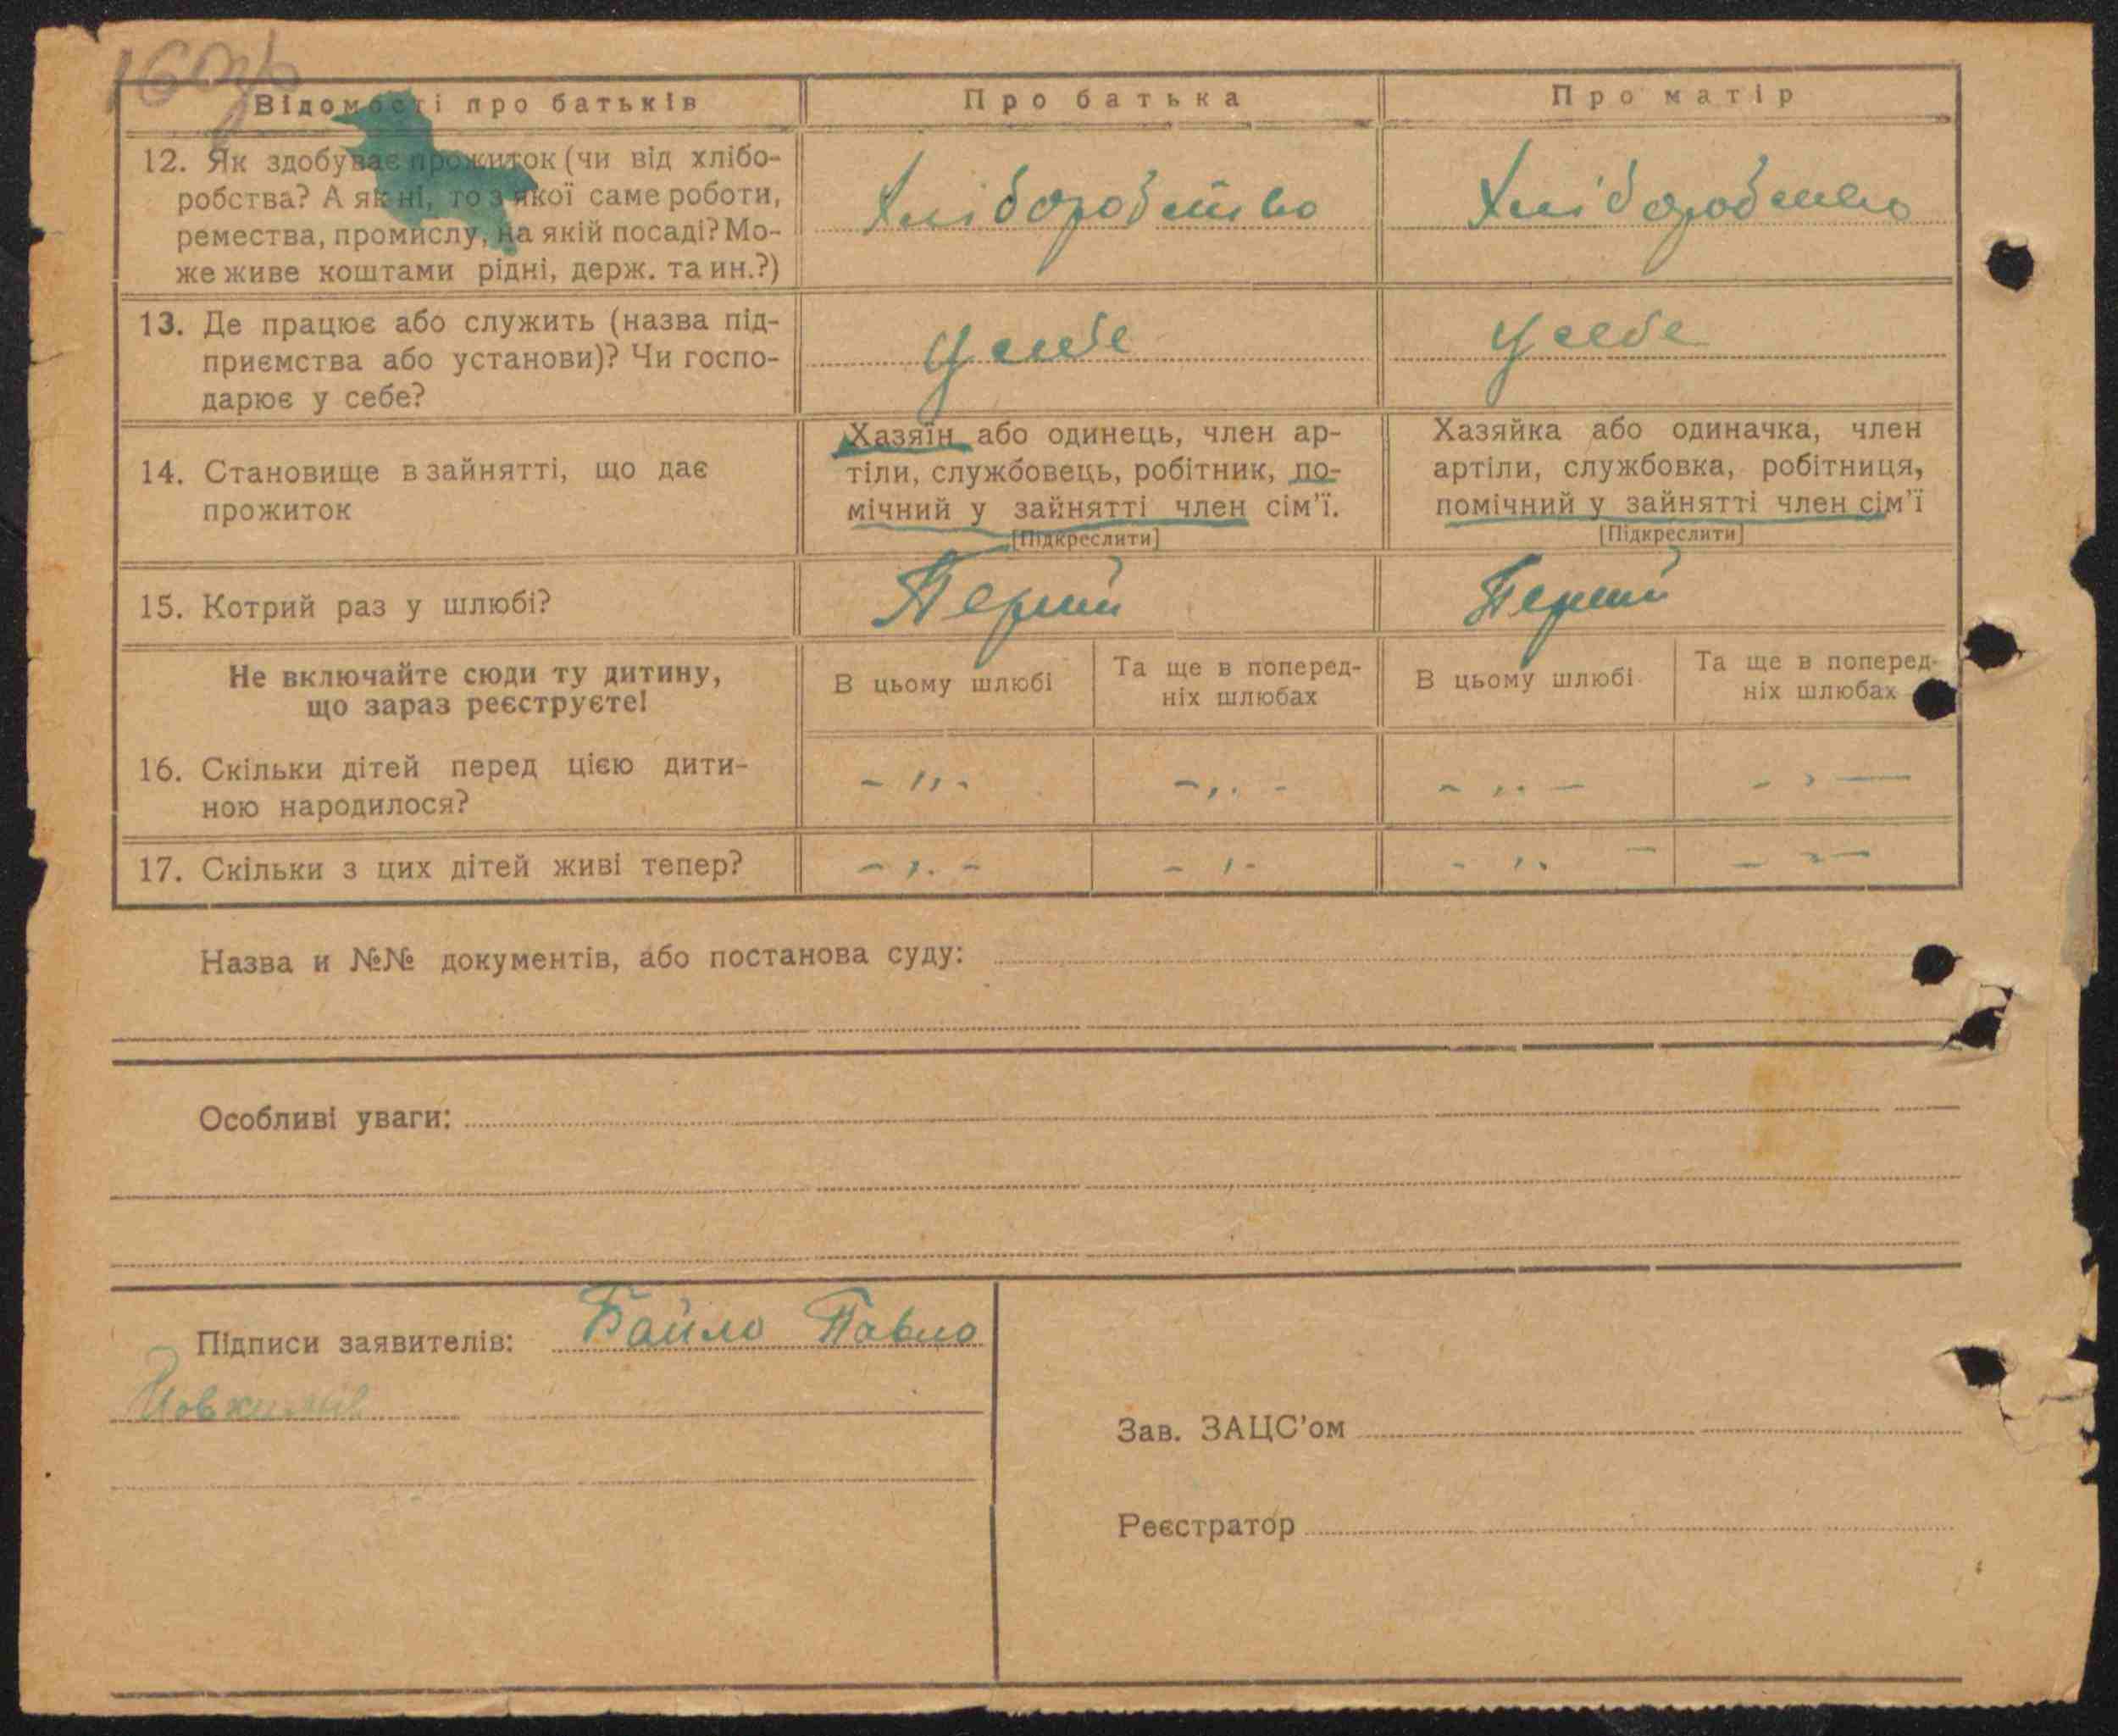 160зв
Відомості про батьків
Про батька
Про матір
12. Як здобуває прожиток (чи від хлібо-
робства? А як ні, то з якої саме роботи,
ремества, промислу, на якій посаді? Мо-
же живе коштами рідні, держ. та ин.?)
Хліборобство
Хліборобство
13. Де працює або служить (назва під-
приємства або установи)? Чи госпо-
дарює у себе?
У себе
У себе
14. Становище в зайнятті, що дає
прожиток
Хазяїн або одинець, член ар-
тіли, службовець, робітник, по-
мічний у зайнятті член сім'ї.
[Підкреслити]
Хазяйка або одиначка, член
артіли, службовка, робітниця,
помічний у зайнятті член сім'ї
[Підкреслити]
15. Котрий раз у шлюбі?
Перший
Перший
Не включайте сюди ту дитину,
що зараз реєструєте!
В цьому шлюбі
Та ще в поперед-
ніх шлюбах
В цьому шлюбі
Та ще в поперед-
ніх шлюбах
16. Скільки дітей перед цією дити-
ною народилося?
- ,, -
- ,, -
- ,, -
- , -
17. Скільки з цих дітей живі тепер?
- ,, -
- , -
- ,, -
- -
Назва и №№ документів, або постанова суду:
Особливі уваги:
Підписи заявителів: Байло Павло
Зав. ЗАЦС'ом
Реєстратор